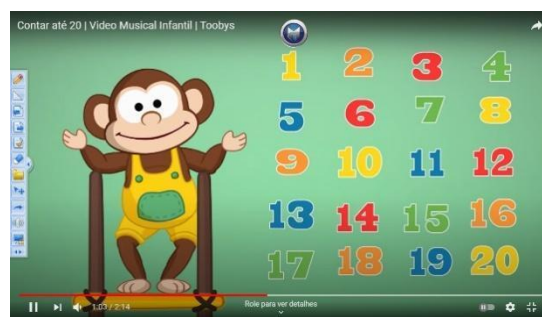 Contar até 20 | Video Musical Infantil | Toobys
1 2 3 4
5 6 7 8
9 10 11 12
13 14 15 16
17 18 19 20
1:03 / 2:14
Role para ver detalhes